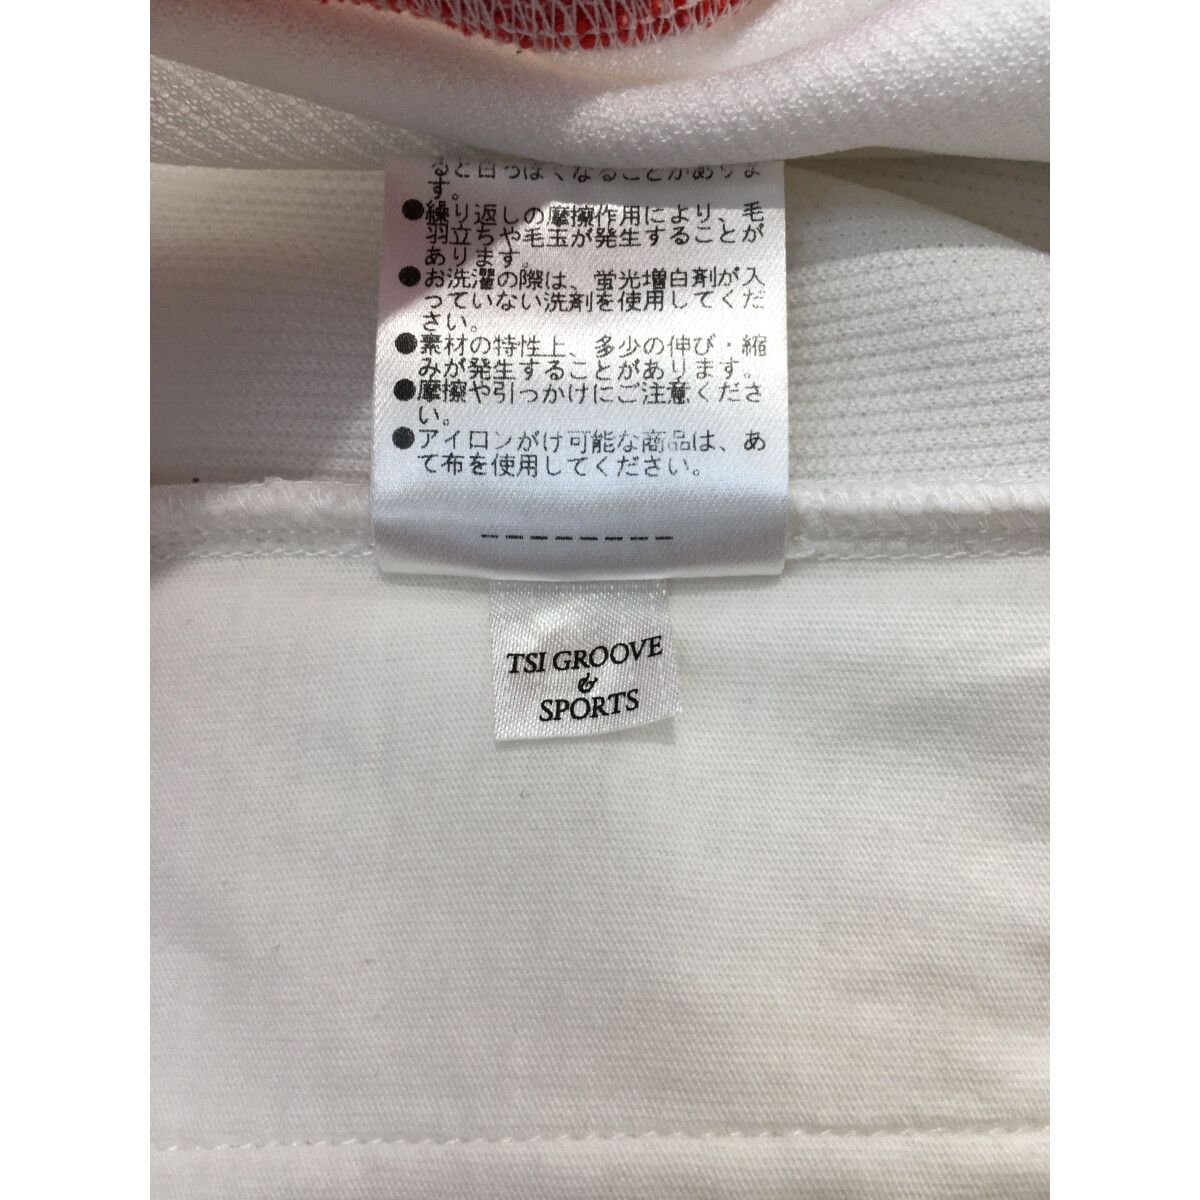 ると白っぽくなることがありま
す。
●繰り返しの摩擦作用により、毛
羽立ちや毛玉が発生することが
あります。
●お洗濯の際は、蛍光増白剤が入
っていない洗剤を使用してくだ
さい。
●素材の特性上、多少の伸び・縮
みが発生することがあります。
●摩擦や引っかけにご注意くださ
い。
●アイロンがけ可能な商品は、あ
て布を使用してください。
TSI GROOVE
&
SPORTS